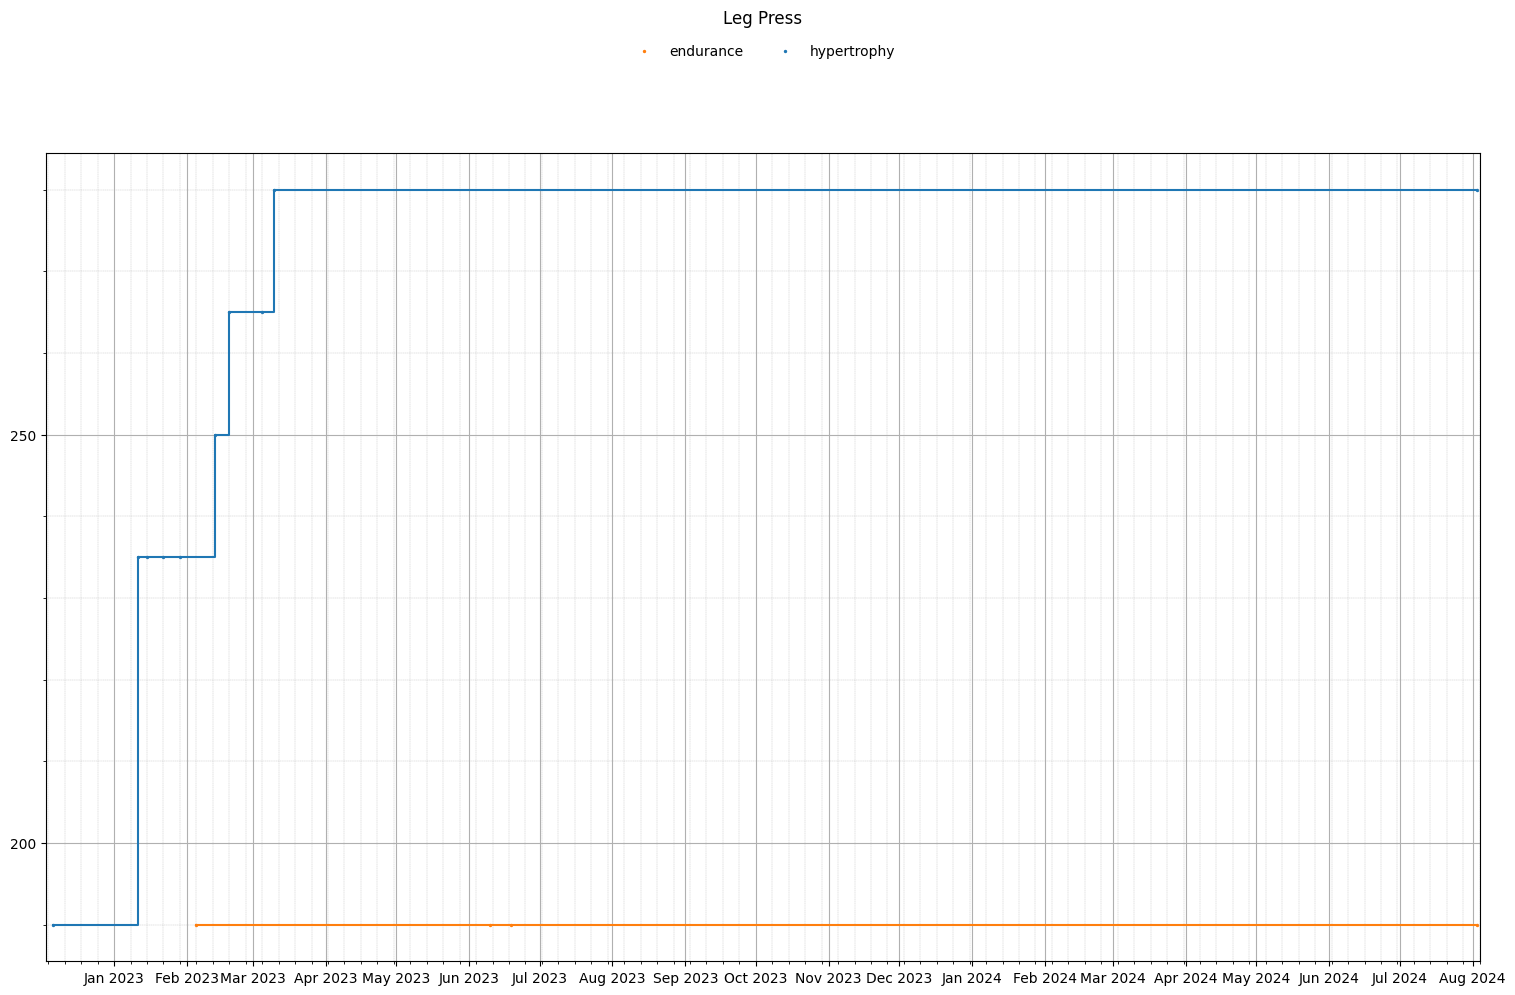 Leg Press
endurance hypertrophy
250
200
Jan 2023 Feb 2023 Mar 2023 Apr 2023 May 2023 Jun 2023 Jul 2023 Aug 2023 Sep 2023 Oct 2023 Nov 2023 Dec 2023 Jan 2024 Feb 2024 Mar 2024 Apr 2024 May 2024 Jun 2024 Jul 2024 Aug 2024